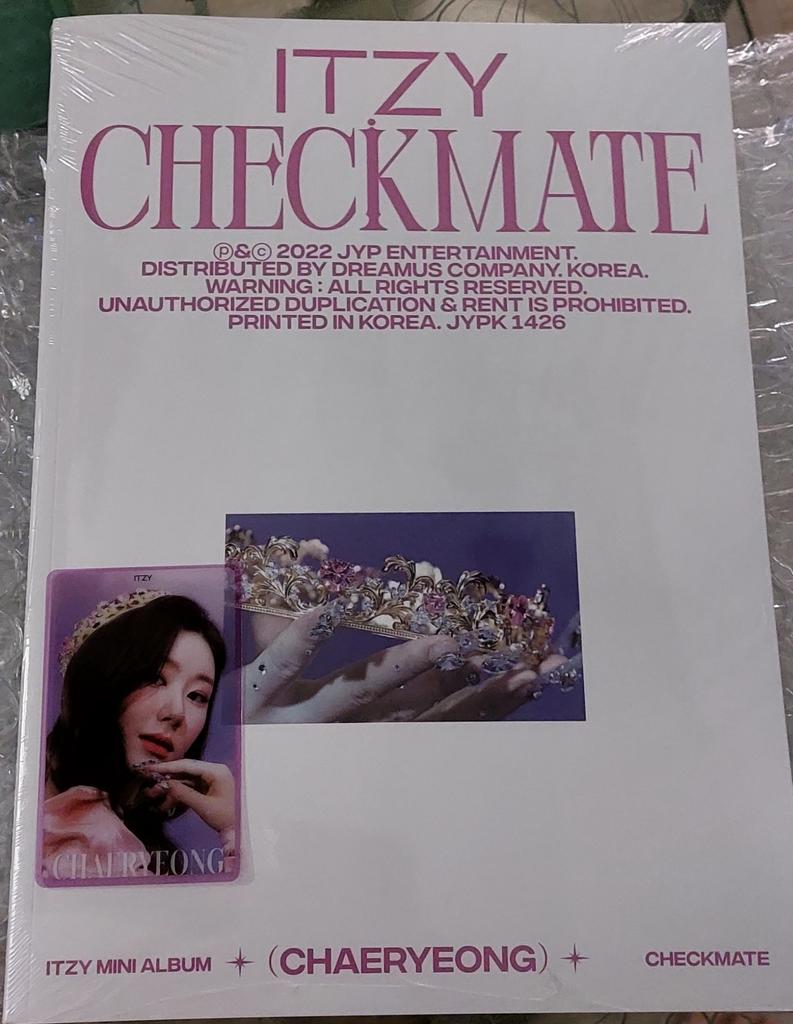 ITZY
CHECKMATE
Ⓟ&© 2022 JYP ENTERTAINMENT.
DISTRIBUTED BY DREAMUS COMPANY. KOREA.
WARNING : ALL RIGHTS RESERVED.
UNAUTHORIZED DUPLICATION & RENT IS PROHIBITED.
PRINTED IN KOREA. JYPK 1426
ITZY
CHAERYEONG
ITZY MINI ALBUM (CHAERYEONG) CHECKMATE